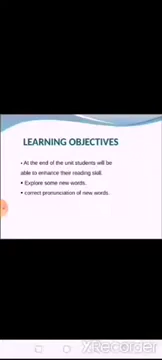 LEARNING OBJECTIVES
• At the end of the unit students will be
able to enhance their reading skill.
• Explore some new words.
• correct pronunciation of new words.
XRecorder